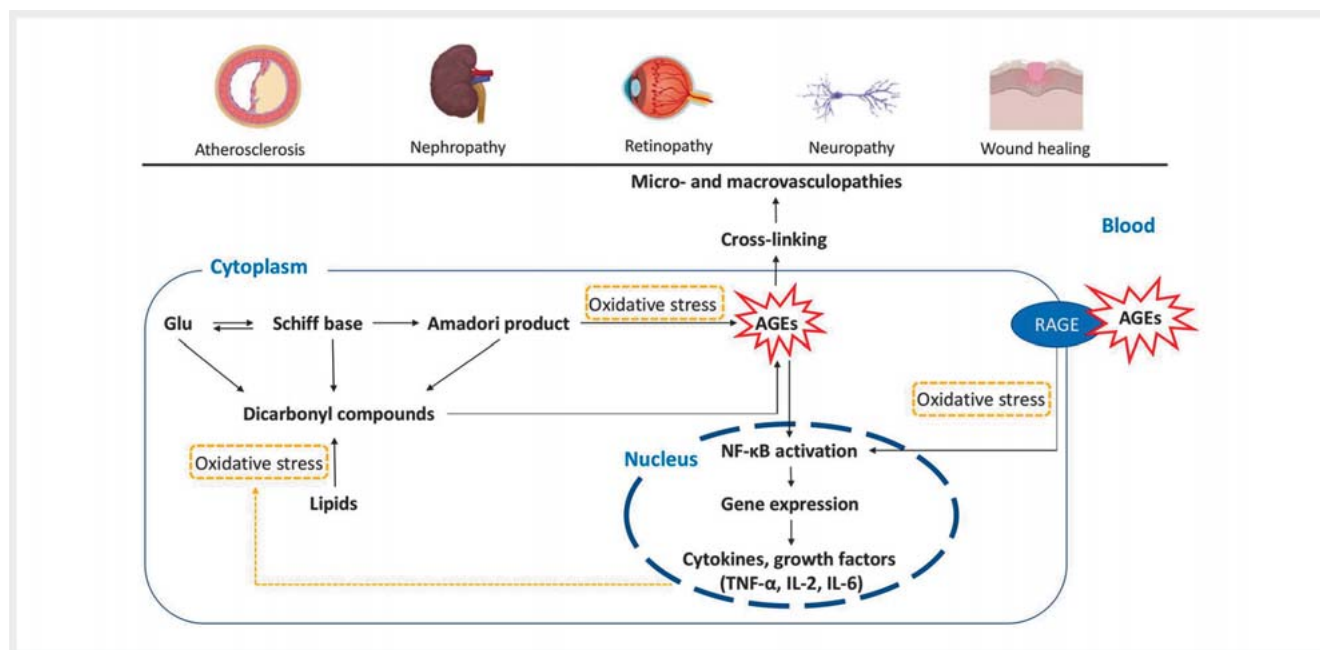 Atherosclerosis
Nephropathy
Retinopathy
Neuropathy
Wound healing
Micro- and macrovasculopathies
Blood
Cross-linking
Cytoplasm
Oxidative stress
Glu
Schiff base
Amadori product
AGEs
RAGE
AGEs
Oxidative stress
Dicarbonyl compounds
Oxidative stress
Nucleus
NF-κB activation
Lipids
Gene expression
Cytokines, growth factors
(TNF-α, IL-2, IL-6)